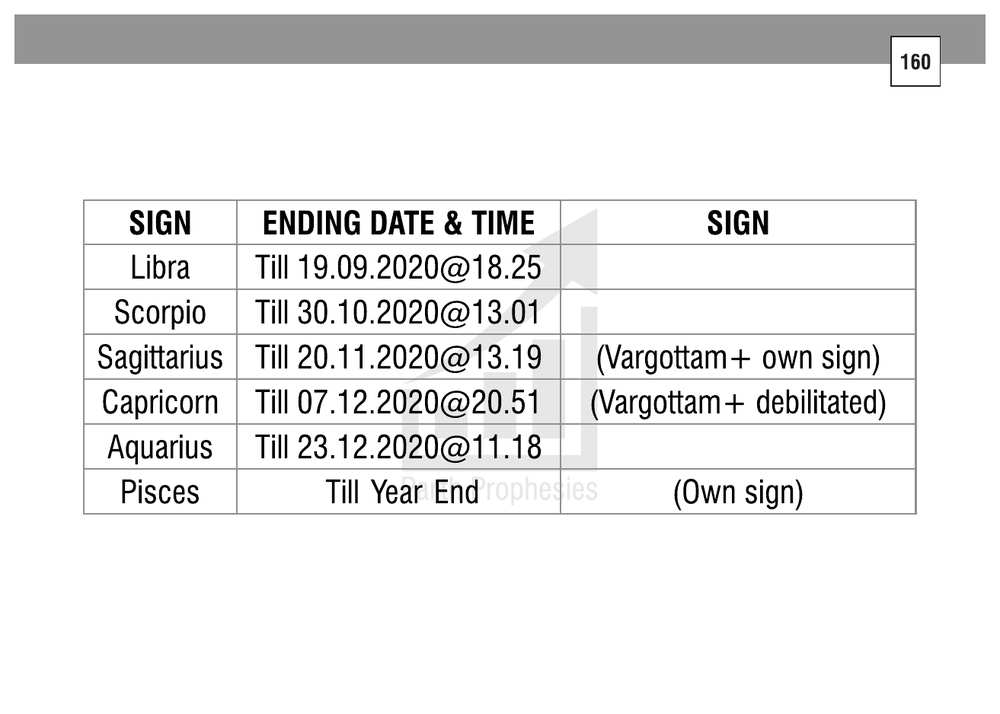 160
SIGN ENDING DATE & TIME SIGN
Libra Till 19.09.2020@18.25
Scorpio Till 30.10.2020@13.01
Sagittarius Till 20.11.2020@13.19 (Vargottam+ own sign)
Capricorn Till 07.12.2020@20.51 (Vargottam+ debilitated)
Aquarius Till 23.12.2020@11.18
Pisces Till Year End (Own sign)
Prophesies